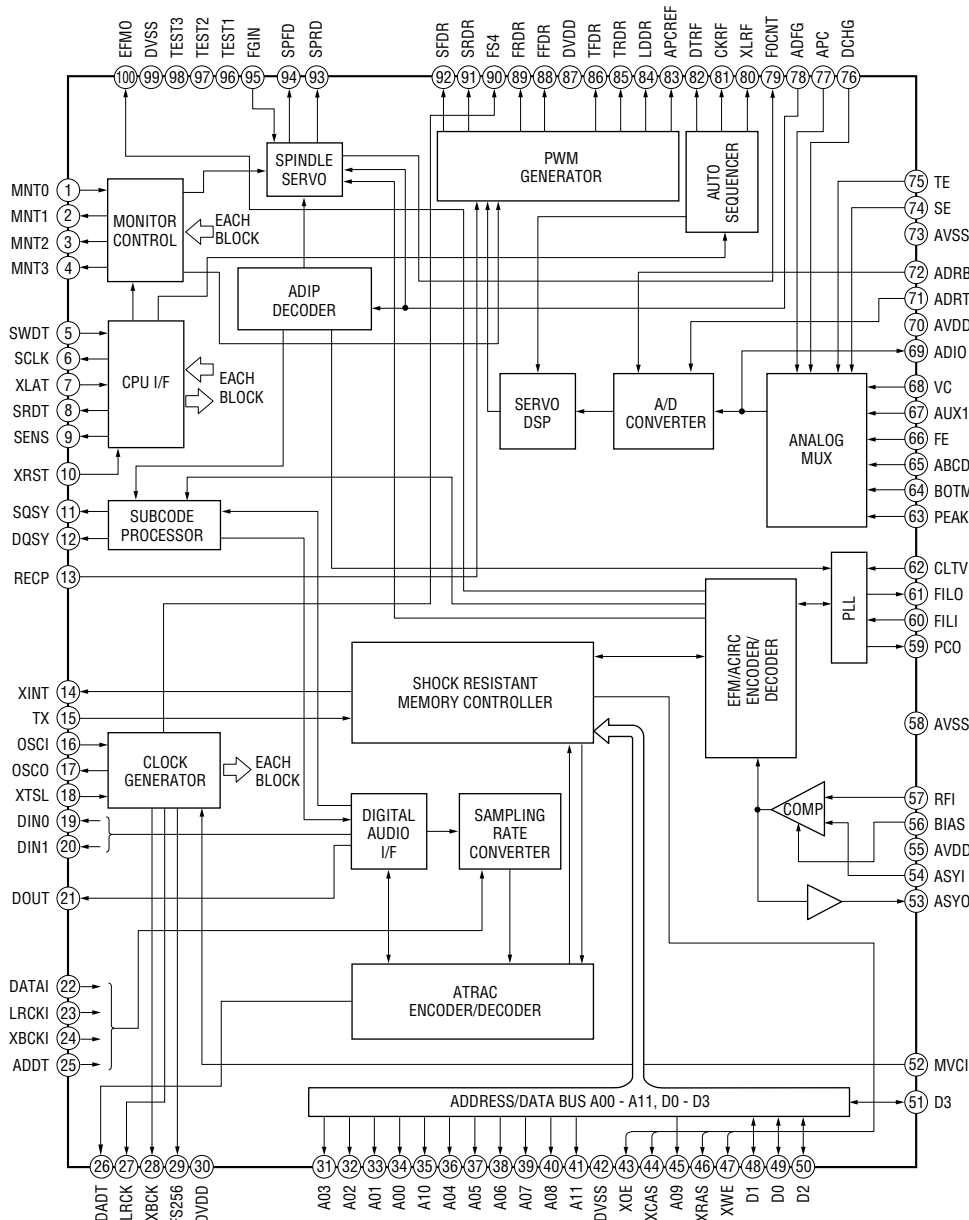 EFMO
DVSS
TEST3
TEST2
TEST1
FGIN
SPFD
SPRD
SFDR
SRDR
FS4
FRDR
FFDR
DVDD
TFDR
TRDR
LDDR
APCREF
DTRF
CKRF
XLRF
F0CNT
ADFG
APC
DCHG
100 99 98 97 96 95 94 93 92 91 90 89 88 87 86 85 84 83 82 81 80 79 78 77 76
SPINDLE
SERVO
PWM
GENERATOR
AUTO
SEQUENCER
MNT0 1
MNT1 2
MNT2 3
MNT3 4
MONITOR
CONTROL
EACH
BLOCK
75 TE
74 SE
73 AVSS
72 ADRB
71 ADRT
70 AVDD
69 ADIO
ADIP
DECODER
SWDT 5
SCLK 6
XLAT 7
SRDT 8
SENS 9
XRST 10
CPU I/F
EACH
BLOCK
SERVO
DSP
A/D
CONVERTER
ANALOG
MUX
68 VC
67 AUX1
66 FE
65 ABCD
64 BOTM
63 PEAK
SQSY 11
DQSY 12
SUBCODE
PROCESSOR
RECP 13
62 CLTV
61 FILO
60 FILI
59 PCO
PLL
EFM/ACIRC
ENCODER/
DECODER
SHOCK RESISTANT
MEMORY CONTROLLER
XINT 14
TX 15
OSCI 16
OSCO 17
XTSL 18
DIN0 19
DIN1 20
CLOCK
GENERATOR
EACH
BLOCK
58 AVSS
57 RFI
56 BIAS
55 AVDD
54 ASYI
53 ASYO
COMP
DIGITAL
AUDIO
I/F
SAMPLING
RATE
CONVERTER
DOUT 21
DATAI 22
LRCKI 23
XBCKI 24
ADDT 25
ATRAC
ENCODER/DECODER
52 MVCI
51 D3
ADDRESS/DATA BUS A00 - A11, D0 - D3
26 27 28 29 30 31 32 33 34 35 36 37 38 39 40 41 42 43 44 45 46 47 48 49 50
DADT
LRCK
XBCK
FS256
DVDD
A03
A02
A01
A00
A10
A04
A05
A06
A07
A08
A11
DVSS
XOE
XCAS
A09
XRAS
XWE
D1
D0
D2